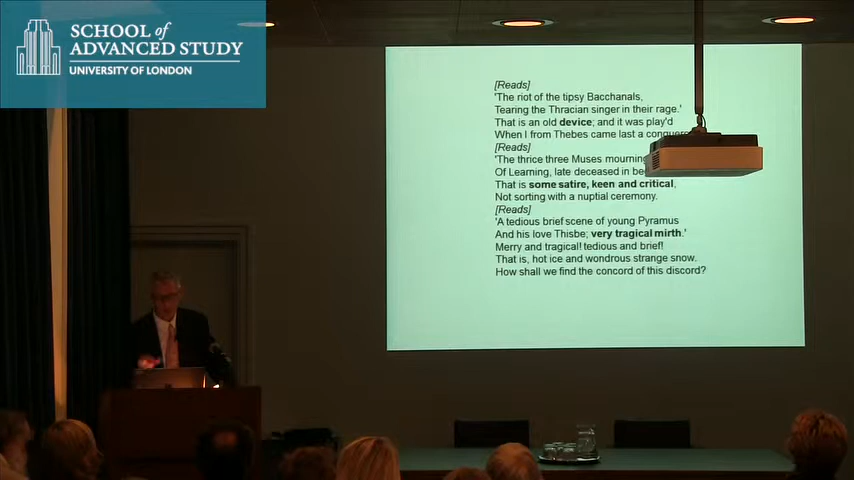 SCHOOL of
ADVANCED STUDY
UNIVERSITY OF LONDON
[Reads]
'The riot of the tipsy Bacchanals,
Tearing the Thracian singer in their rage.'
That is an old device; and it was play'd
When I from Thebes came last a
[Reads]
'The thrice three Muses
Of Learning, late deceased in
That is some satire, keen and critical,
Not sorting with a nuptial ceremony.
[Reads]
'A tedious brief scene of young Pyramus
And his love Thisbe; very tragical mirth.'
Merry and tragical! tedious and brief!
That is, hot ice and wondrous strange snow.
How shall we find the concord of this discord?